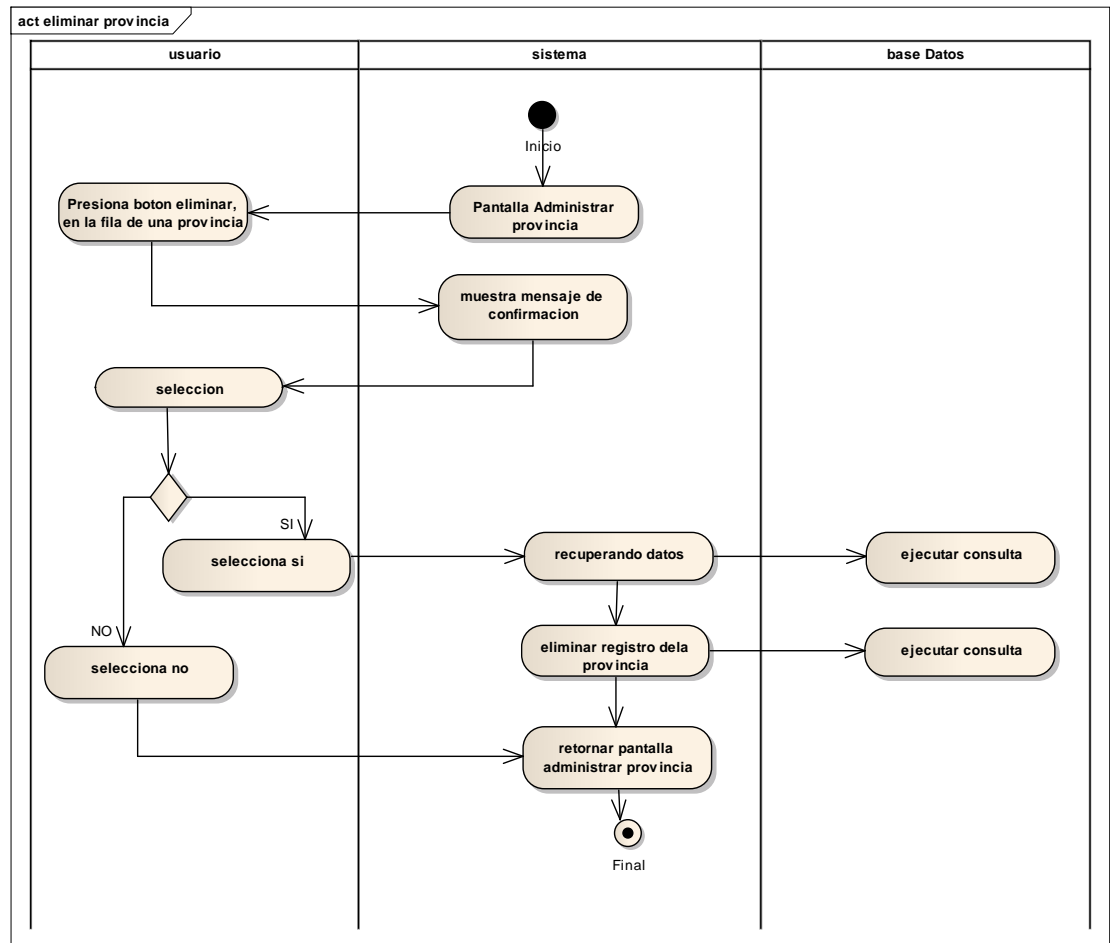 act eliminar provincia
usuario
sistema
base Datos
Inicio
Presiona boton eliminar,
en la fila de una provincia
Pantalla Administrar
provincia
muestra mensaje de
confirmacion
seleccion
SI
selecciona si
recuperando datos
ejecutar consulta
NO
selecciona no
eliminar registro dela
provincia
ejecutar consulta
retornar pantalla
administrar provincia
Final